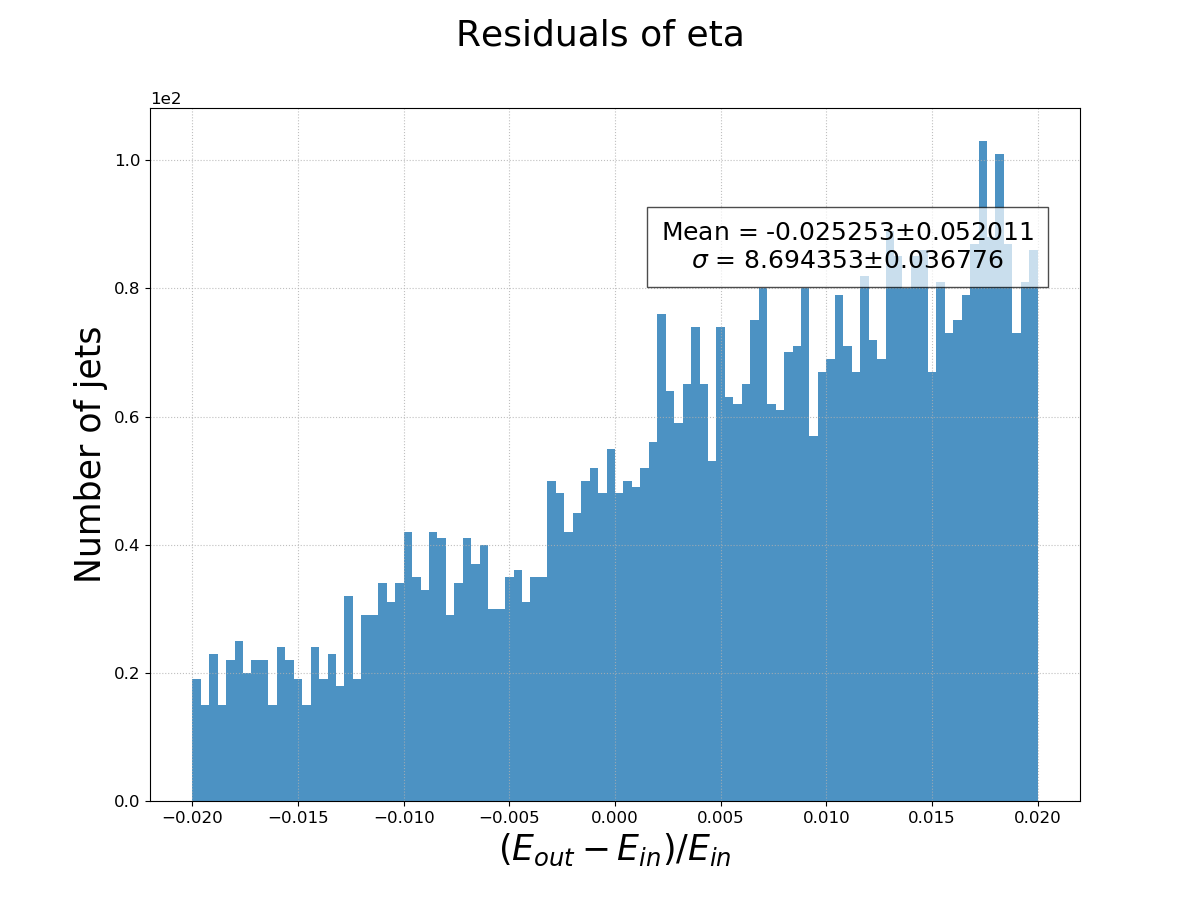 Residuals of eta
1e2
1.0
0.8
0.6
0.4
0.2
0.0
Number of jets
Mean = -0.025253±0.052011
σ = 8.694353±0.036776
−0.020 −0.015 −0.010 −0.005 0.000 0.005 0.010 0.015 0.020
(E_out − E_in)/E_in